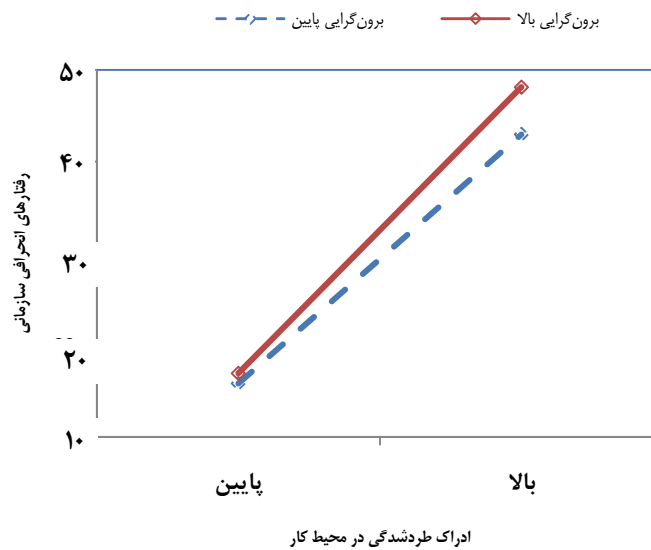 برون‌گرایی بالا برون‌گرایی پایین
۵۰
۴۰
۳۰
۲۰
۱۰
رفتارهای انحرافی سازمانی
بالا پایین
ادراک طردشدگی در محیط کار